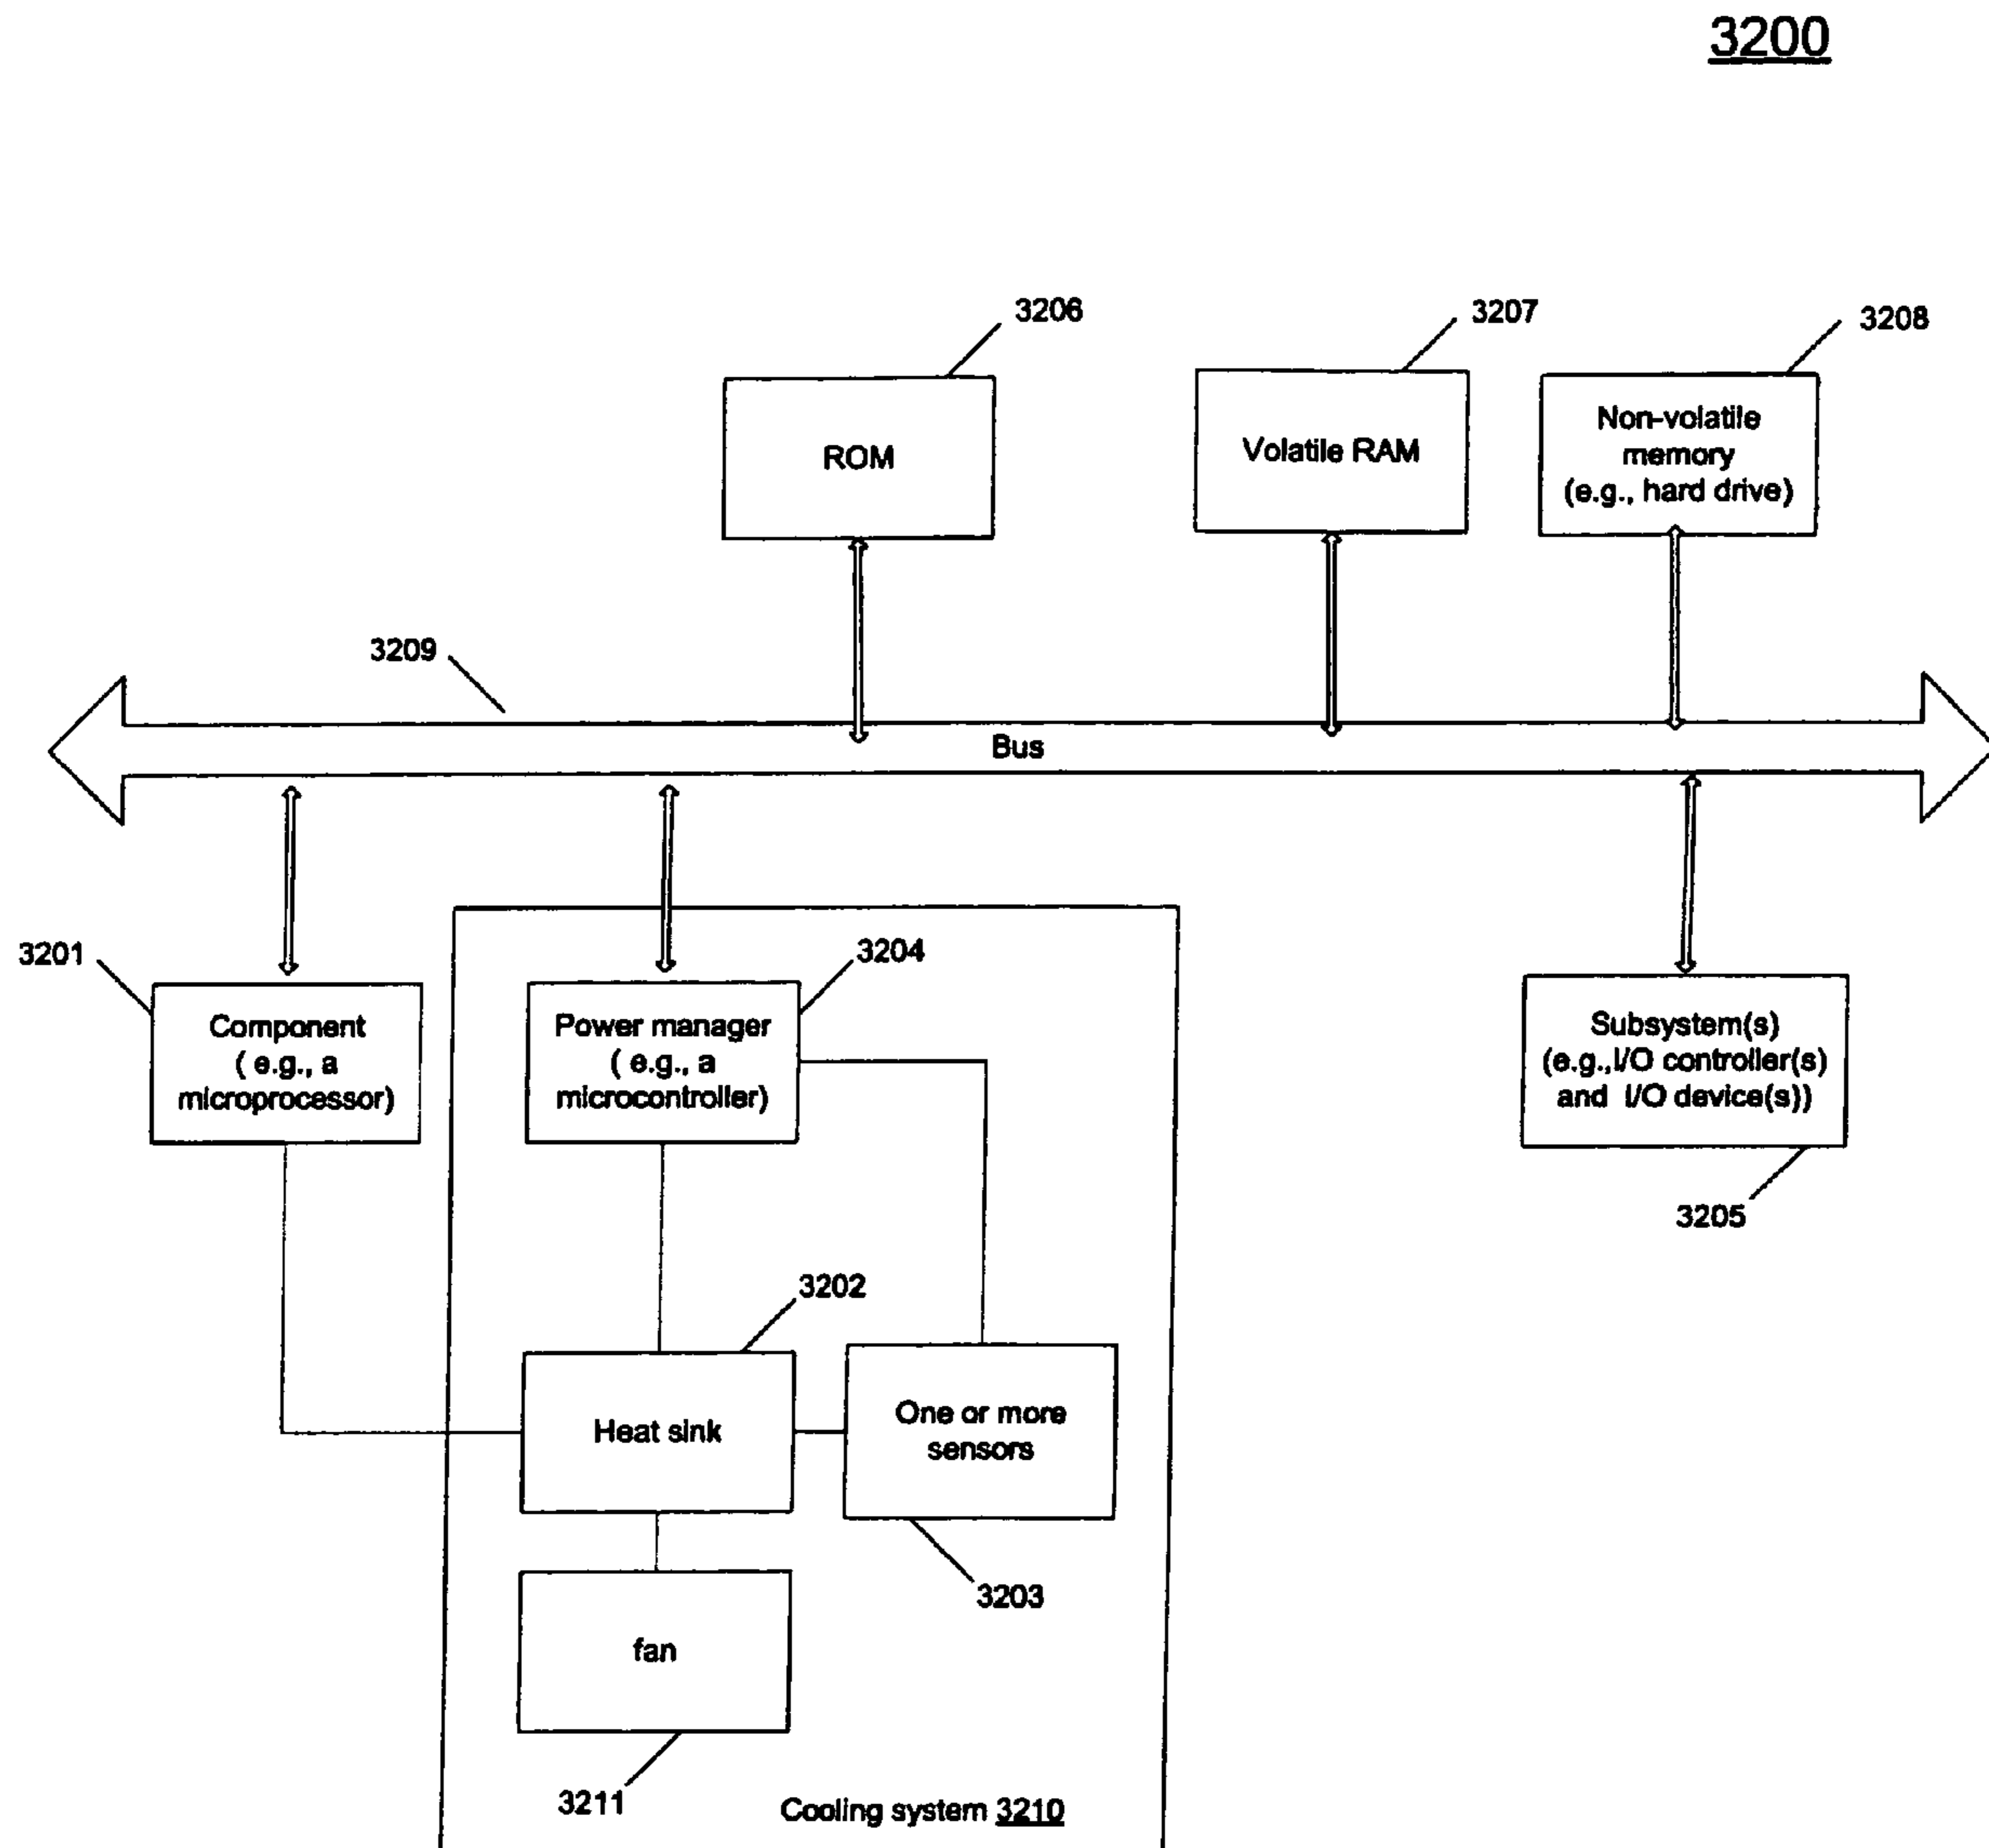 3200
3206
3207
3208
ROM
Volatile RAM
Non-volatile
memory
(e.g., hard drive)
3209
Bus
3201
3204
Component
( e.g., a
microprocessor)
Power manager
( e.g., a
microcontroller)
Subsystem(s)
(e.g.,I/O controller(s)
and I/O device(s))
3205
3202
Heat sink
One or more
sensors
3203
fan
3211
Cooling system 3210